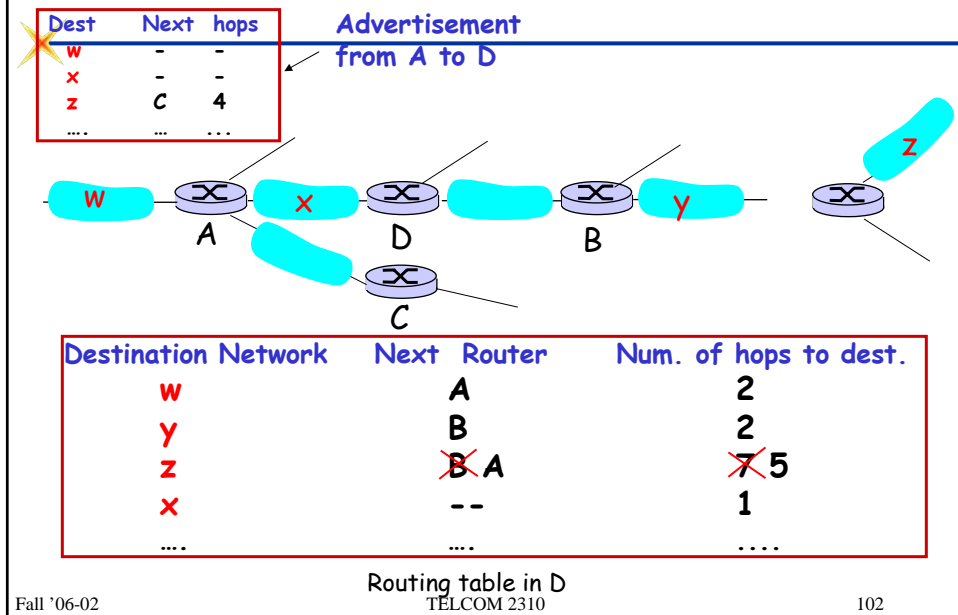 Dest Next hops
w - -
x - -
z C 4
.... ... ...
Advertisement
from A to D
z
w
x
y
A
D
B
C
Destination Network Next Router Num. of hops to dest.
w A 2
y B 2
z B A 7 5
x -- 1
.... .... ....
Routing table in D
Fall ’06-02 TELCOM 2310 102